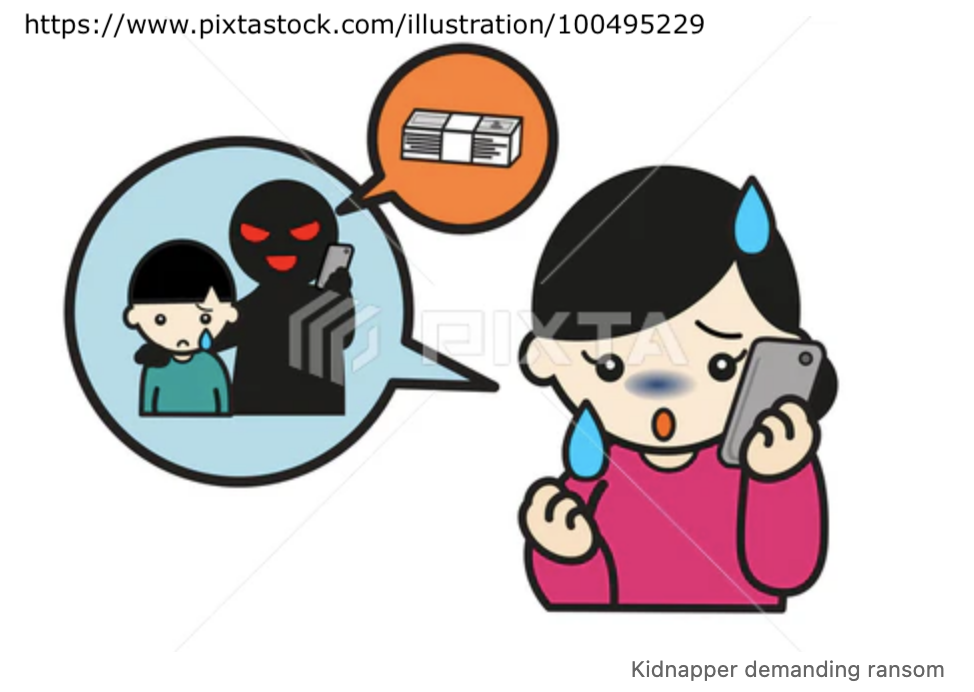 https://www.pixtastock.com/illustration/100495229
PIXTA
Kidnapper demanding ransom